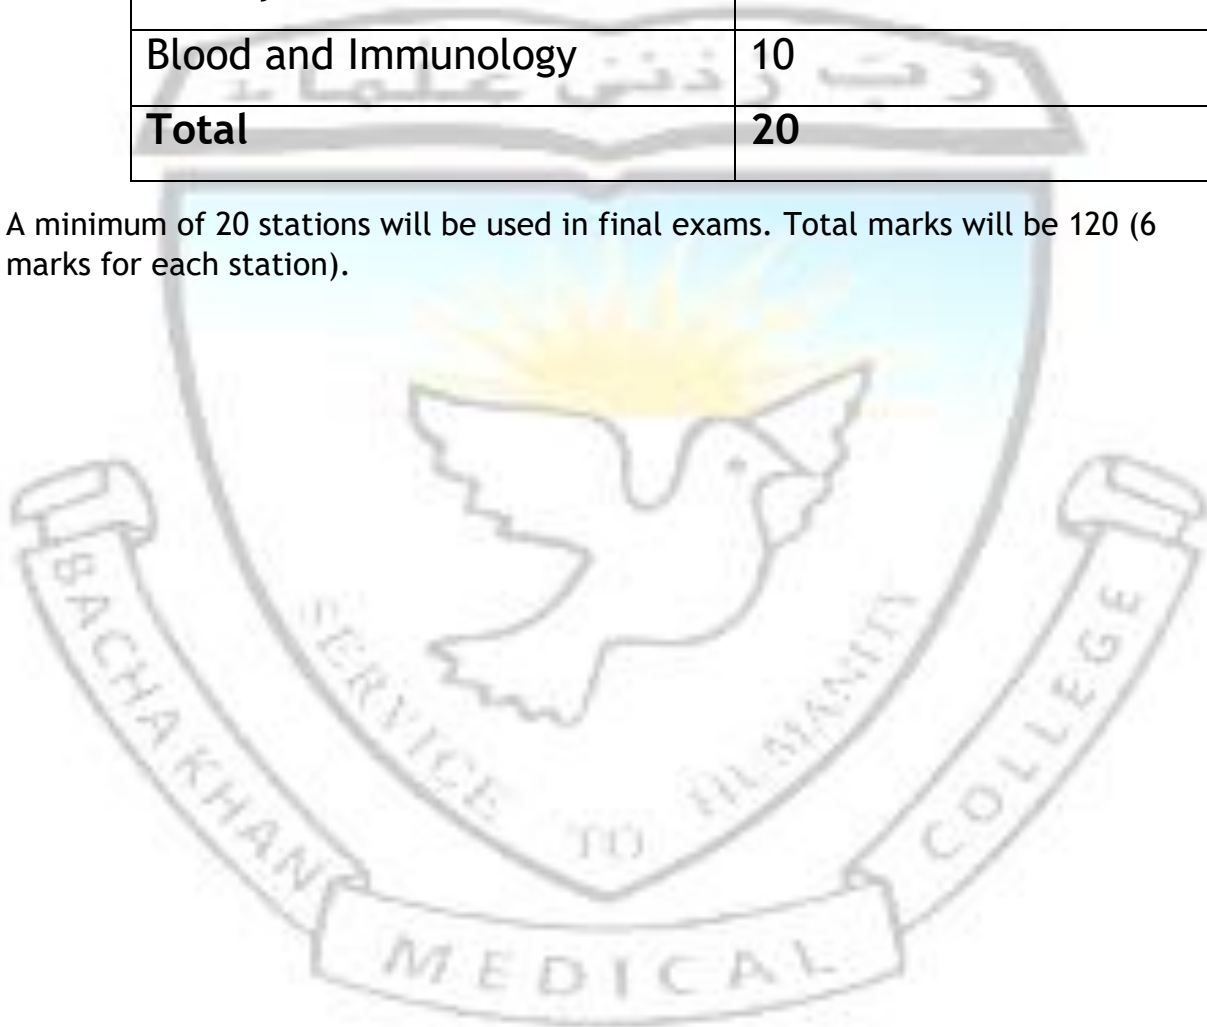 Blood and Immunology 10
Total 20
A minimum of 20 stations will be used in final exams. Total marks will be 120 (6
marks for each station).
SERVICE TO HUMANITY
BACHA KHAN MEDICAL COLLEGE